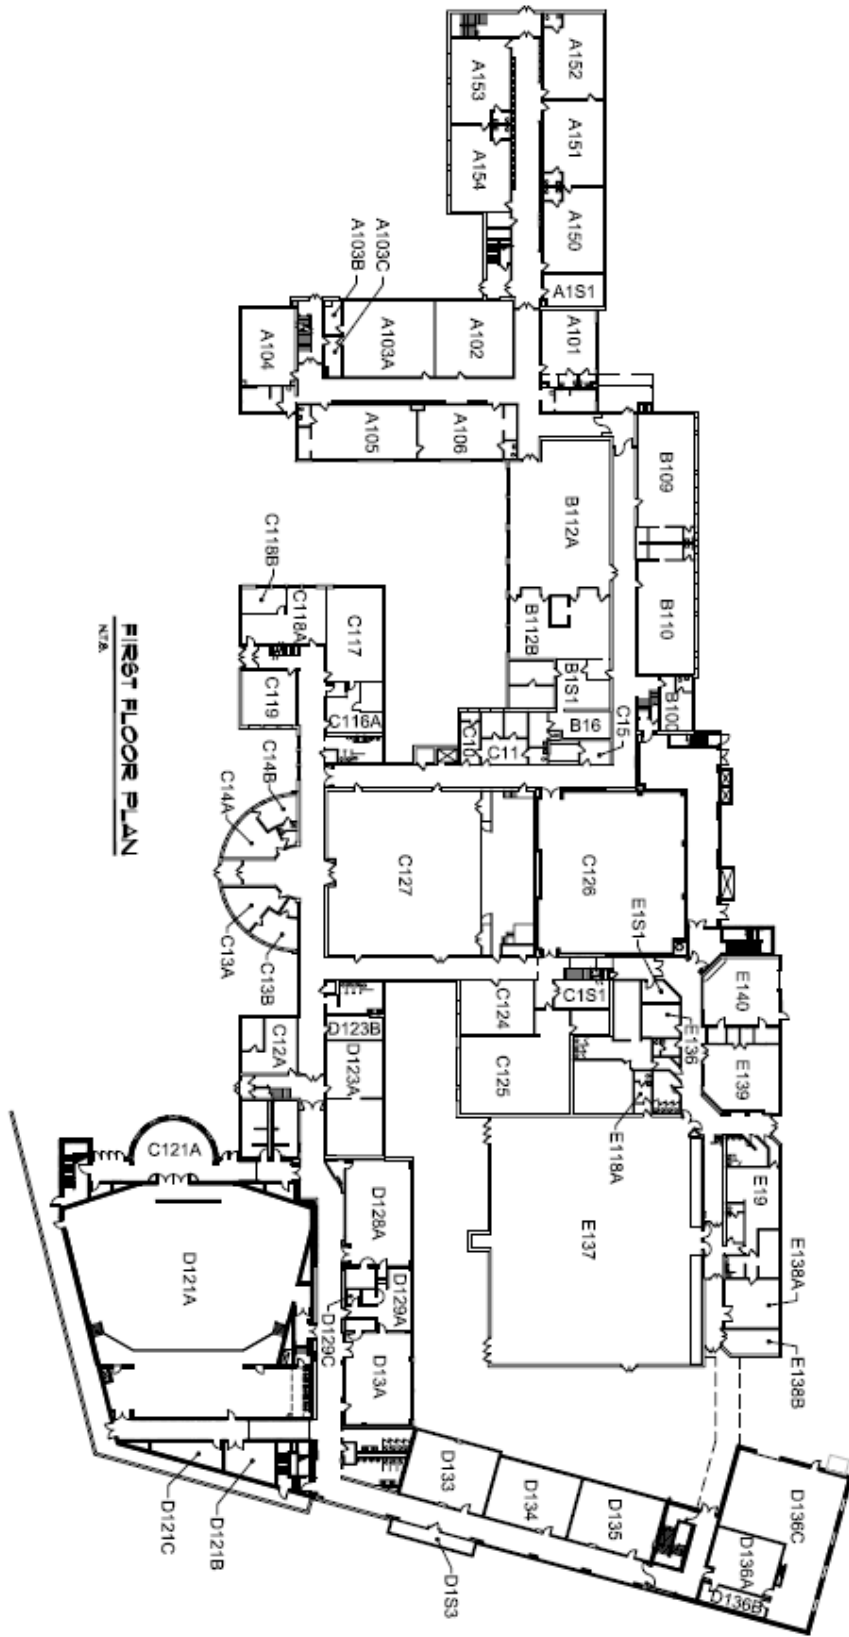 A152
A153
A151
A154
A150
A1S1
A103C
A103B
A101
A102
A103A
A104
A105
A106
B109
B112A
B110
C118B
C118A
C117
B112B
B1S1
B100
C119
C116A
C10
C11
B16
C15
FIRST FLOOR PLAN
N.T.S.
C14B
C14A
C127
C126
E1S1
C13A
C13B
E140
C1S1
C124
D123B
E136
C12A
D123A
C125
E139
C121A
E118A
D128A
E137
E19
D121A
D129A
D129C
D13A
E138A
E138B
D133
D134
D135
D136C
D136A
D136B
D121C
D121B
D1S3